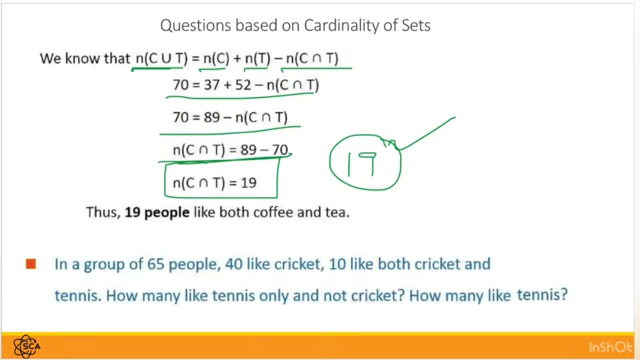 Questions based on Cardinality of Sets
We know that n(C ∪ T) = n(C) + n(T) − n(C ∩ T)
70 = 37 + 52 − n(C ∩ T)
70 = 89 − n(C ∩ T)
n(C ∩ T) = 89 − 70
n(C ∩ T) = 19
19
Thus, 19 people like both coffee and tea.
In a group of 65 people, 40 like cricket, 10 like both cricket and
tennis. How many like tennis only and not cricket? How many like tennis?
SCA
InShOt